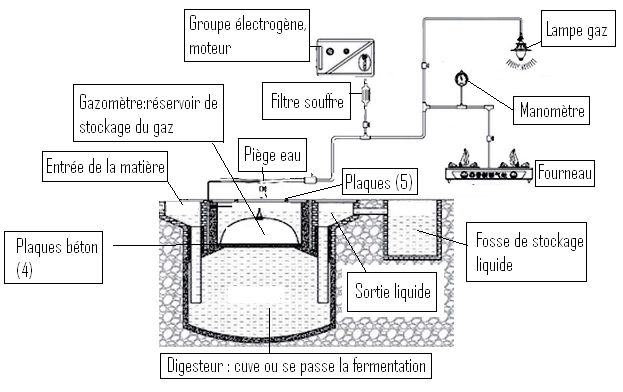 Groupe électrogène,
moteur
Lampe gaz
Gazomètre:réservoir de
stockage du gaz
Filtre souffre
Manomètre
Piège eau
Entrée de la matière
Plaques (5)
Fourneau
Plaques béton
(4)
Fosse de stockage
liquide
Sortie liquide
Digesteur : cuve ou se passe la fermentation